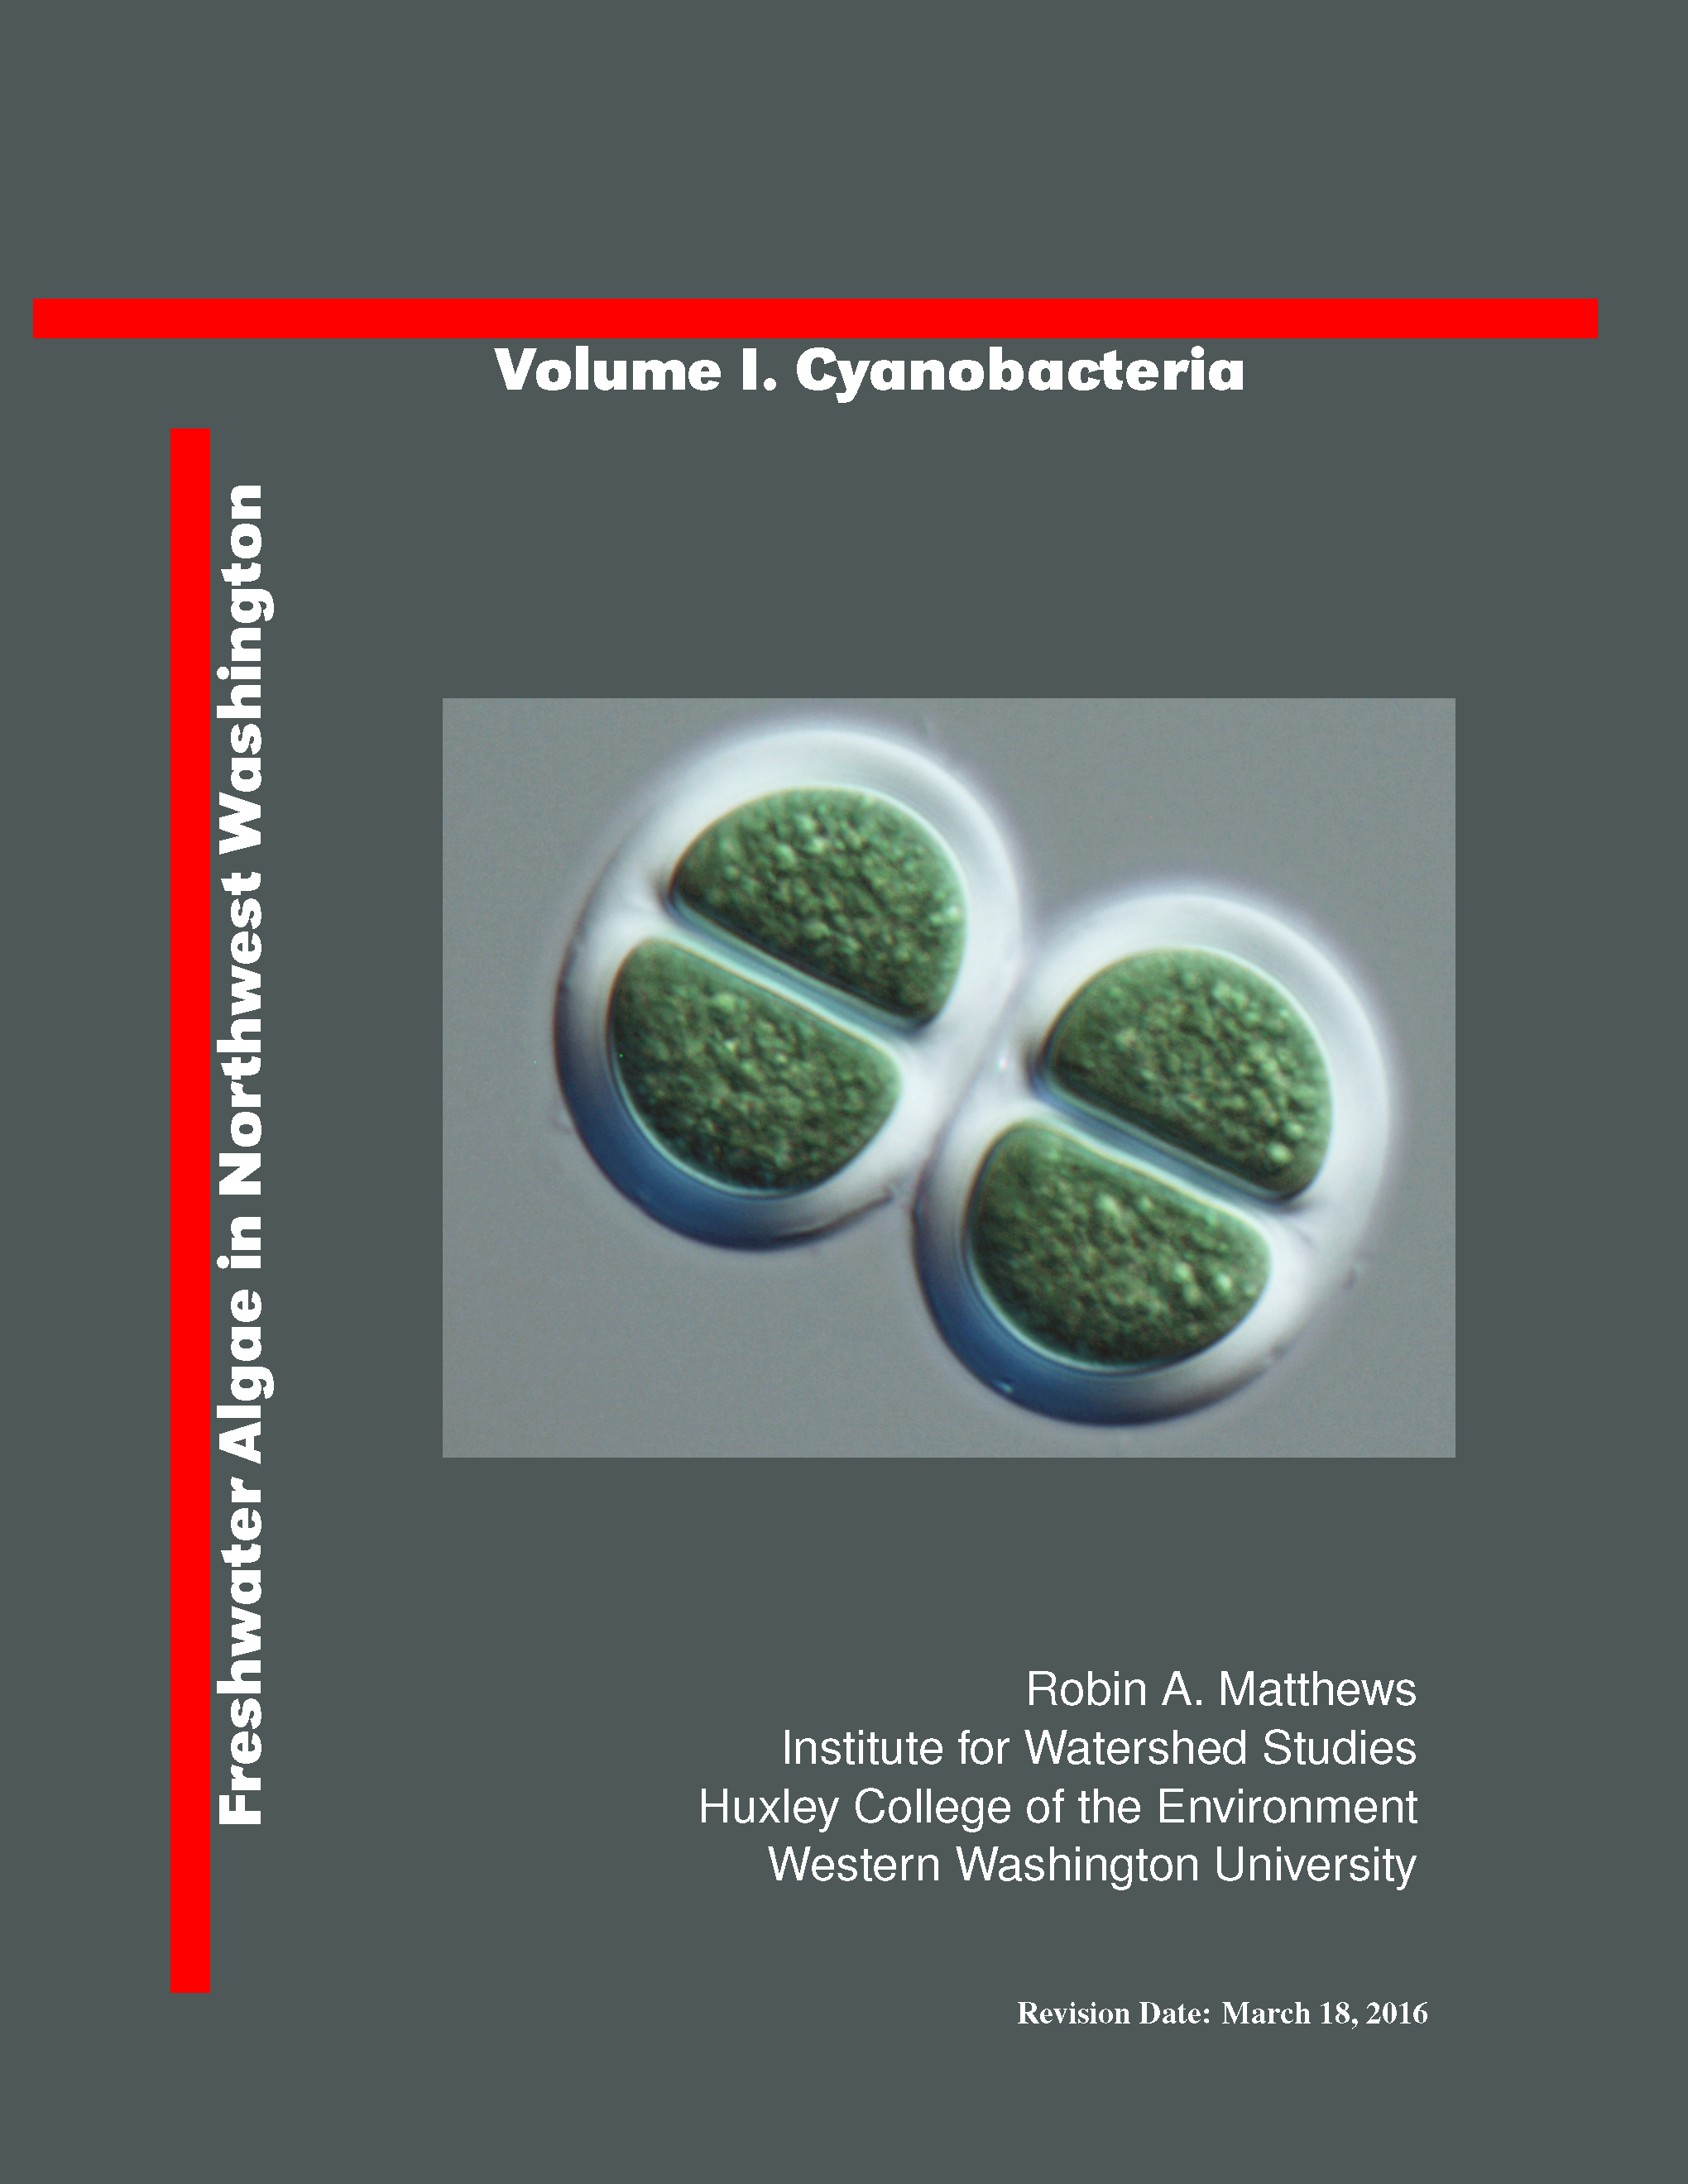 Volume I. Cyanobacteria
Freshwater Algae in Northwest Washington
Robin A. Matthews
Institute for Watershed Studies
Huxley College of the Environment
Western Washington University
Revision Date: March 18, 2016